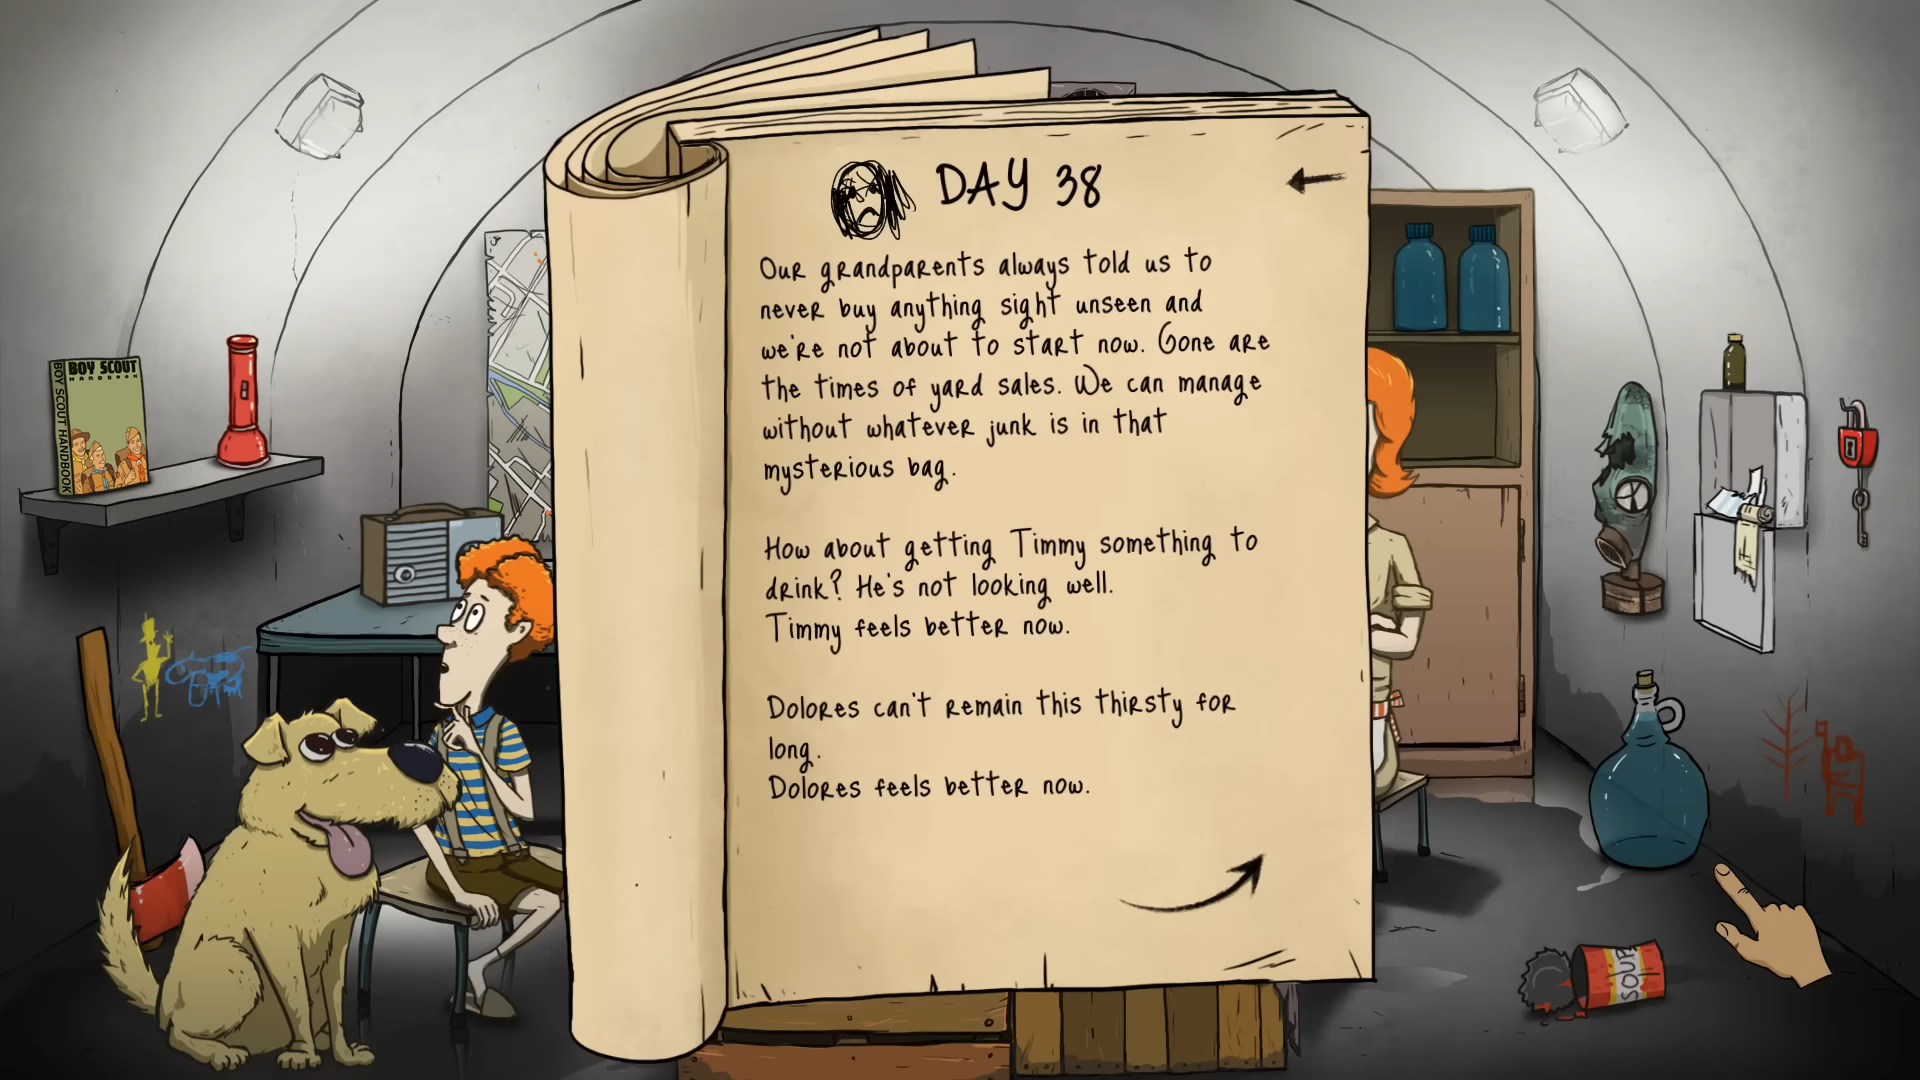 DAY 38
Our grandparents always told us to
never buy anything sight unseen and
we're not about to start now. Gone are
the times of yard sales. We can manage
without whatever junk is in that
mysterious bag.
How about getting Timmy something to
drink? He's not looking well.
Timmy feels better now.
Dolores can't remain this thirsty for
long.
Dolores feels better now.
BOY SCOUT
HANDBOOK
BOY SCOUT HANDBOOK
SOUP